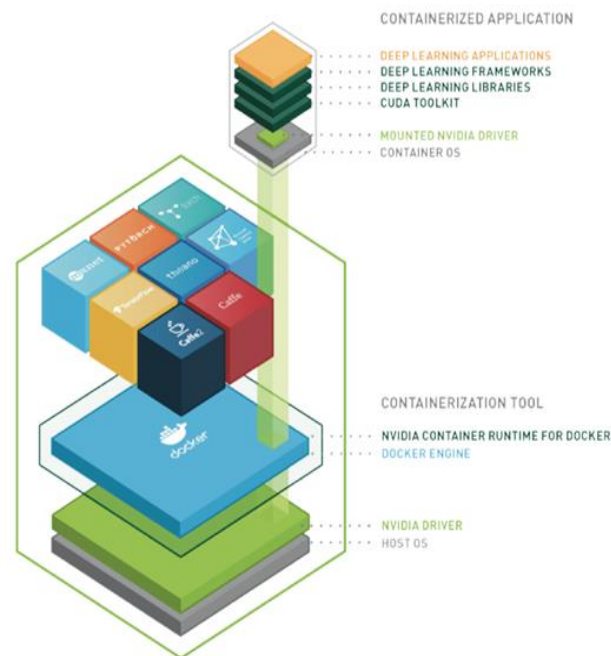 CONTAINERIZED APPLICATION
DEEP LEARNING APPLICATIONS
DEEP LEARNING FRAMEWORKS
DEEP LEARNING LIBRARIES
CUDA TOOLKIT
MOUNTED NVIDIA DRIVER
CONTAINER OS
torch
PYTORCH
mxnet
theano
TensorFlow
Caffe
Caffe2
docker
CONTAINERIZATION TOOL
NVIDIA CONTAINER RUNTIME FOR DOCKER
DOCKER ENGINE
NVIDIA DRIVER
HOST OS